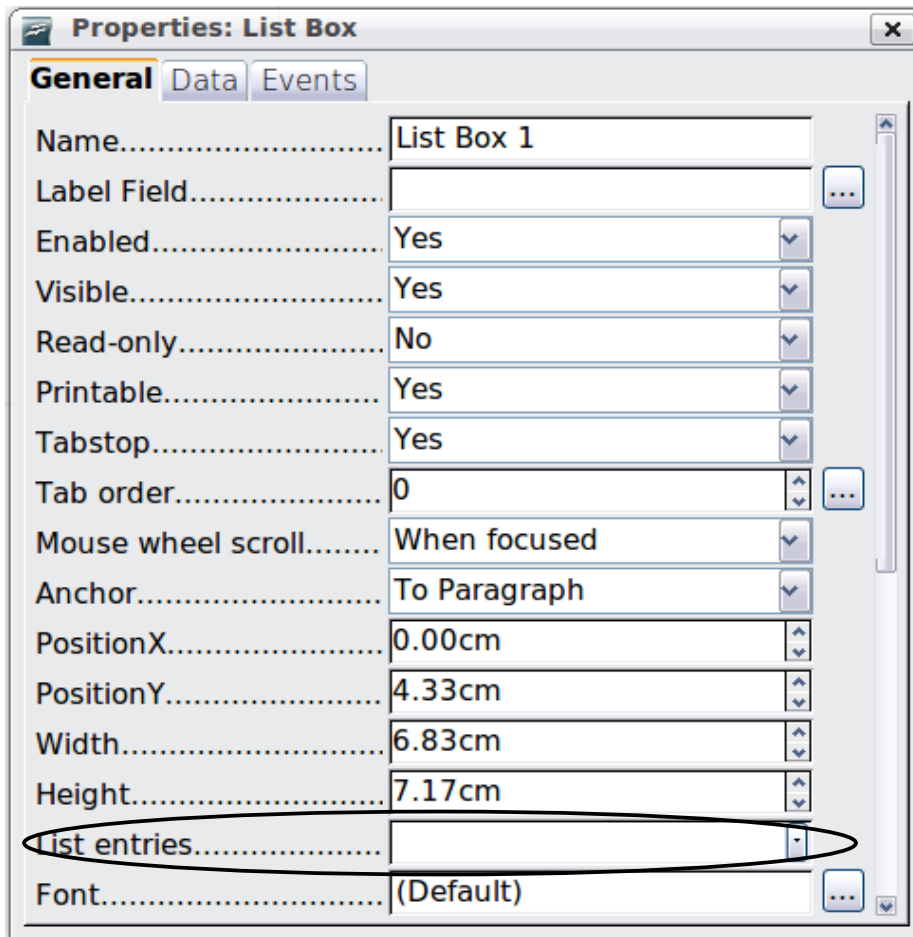 Properties: List Box
General Data Events
Name.......................... List Box 1
Label Field.....................
...
Enabled....................... Yes
Visible.......................... Yes
Read-only..................... No
Printable...................... Yes
Tabstop....................... Yes
Tab order..................... 0 ...
Mouse wheel scroll....... When focused
Anchor........................ To Paragraph
PositionX..................... 0.00cm
PositionY..................... 4.33cm
Width.......................... 6.83cm
Height......................... 7.17cm
List entries...................
Font............................ (Default) ...